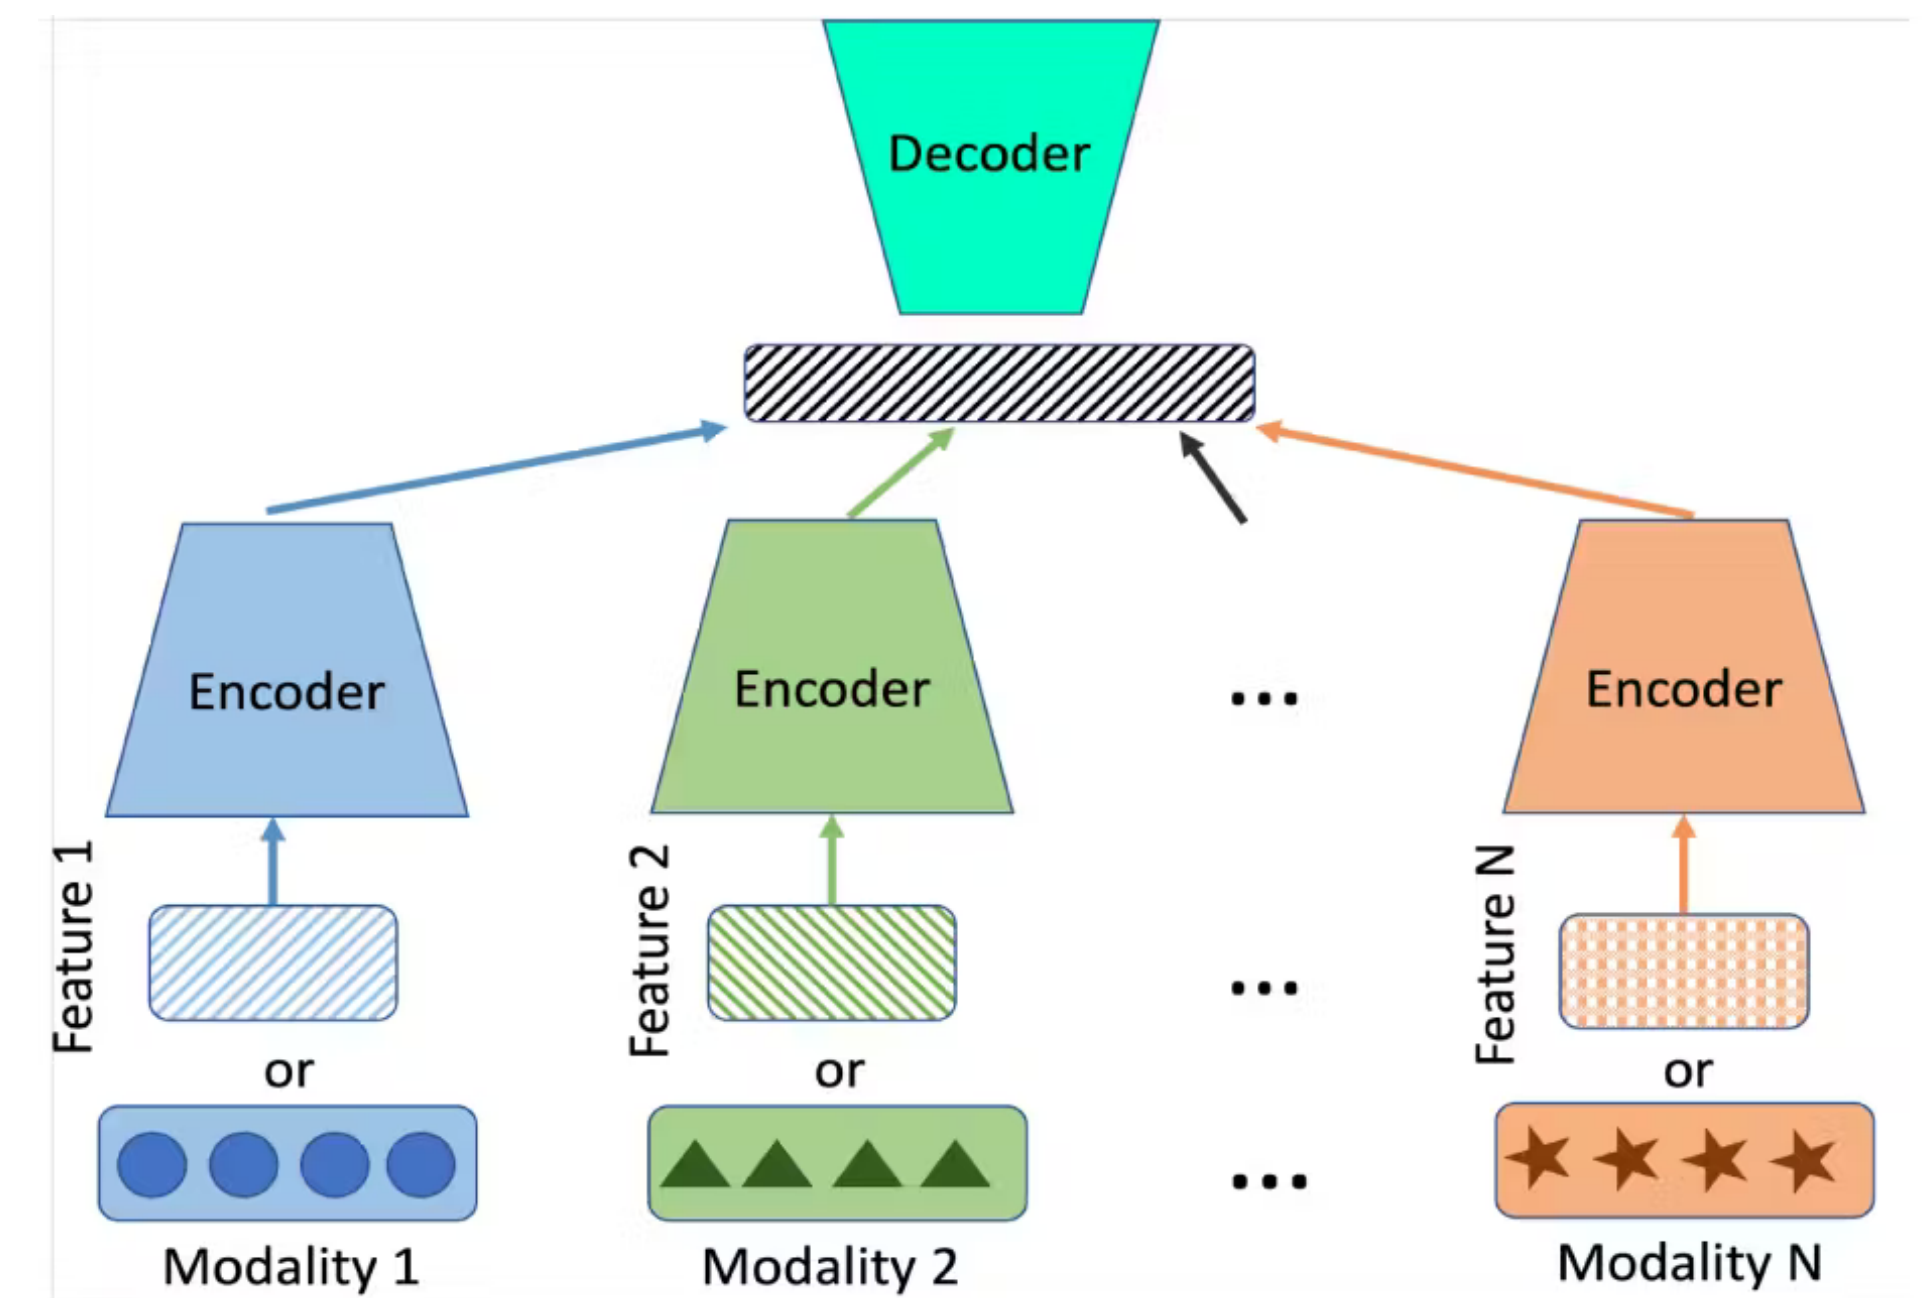 Decoder
Encoder
Encoder
...
Encoder
Feature 1
Feature 2
...
Feature N
or
or
or
...
Modality 1
Modality 2
Modality N